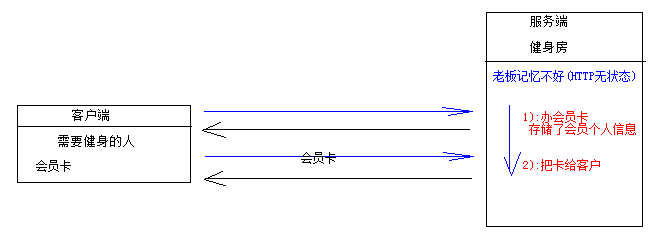 服务端
健身房
老板记忆不好(HTTP无状态)
1):办会员卡
存储了会员个人信息
2):把卡给客户
客户端
需要健身的人
会员卡
会员卡